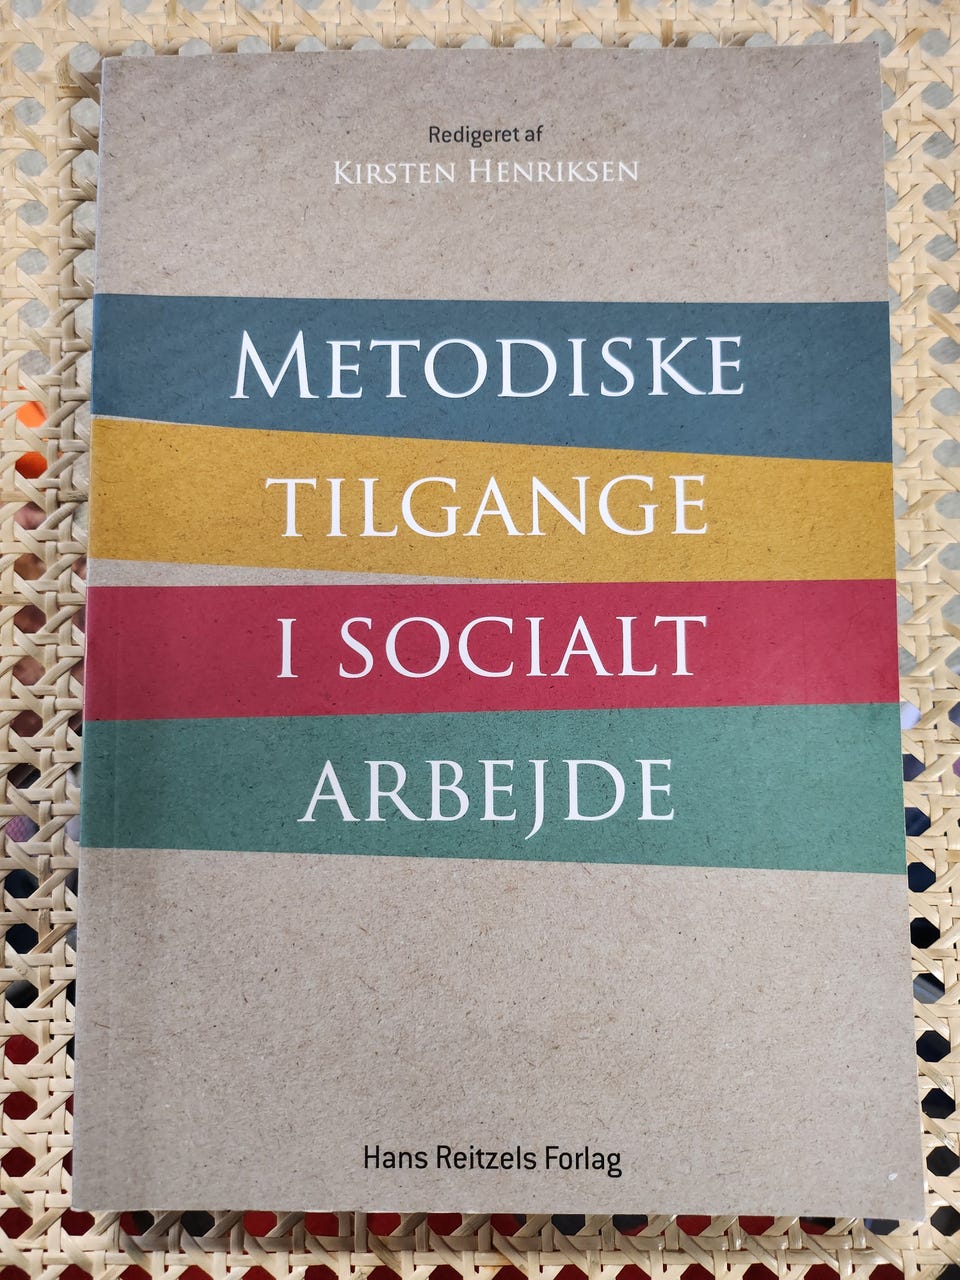 Redigeret af
KIRSTEN HENRIKSEN
METODISKE
TILGANGE
I SOCIALT
ARBEJDE
Hans Reitzels Forlag